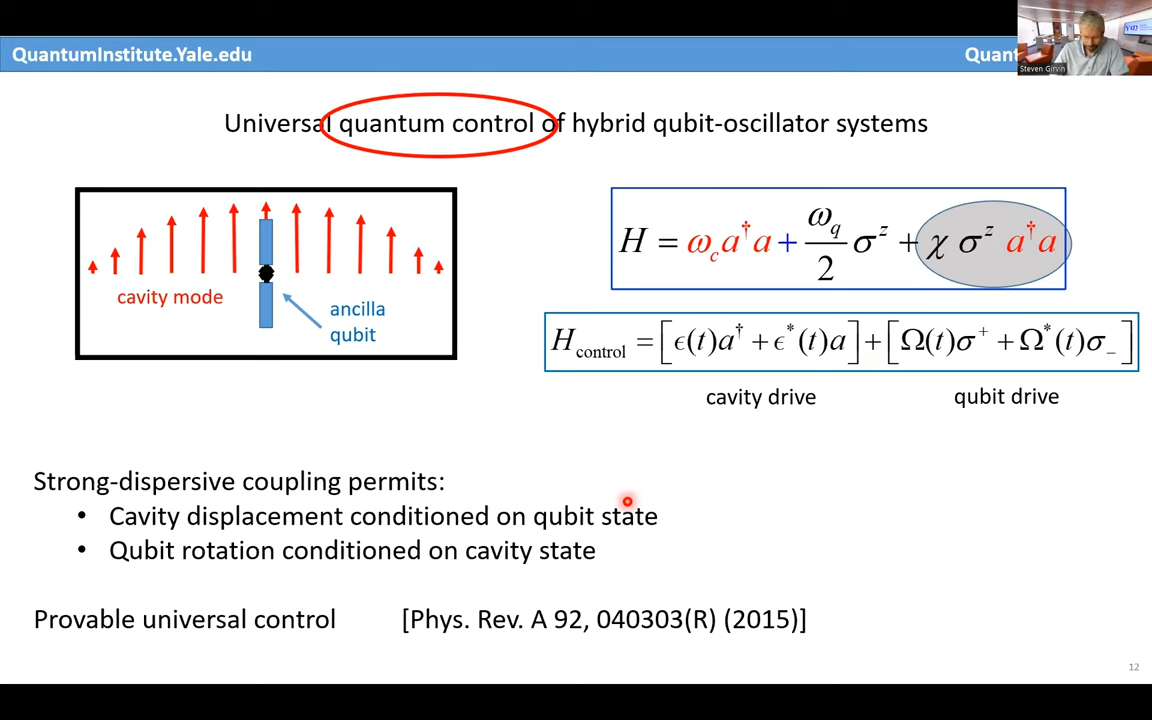 QuantumInstitute.Yale.edu
Quant
Steven Girvin
Universal quantum control of hybrid qubit-oscillator systems
cavity mode
ancilla
qubit
H = ω_c a†a + ω_q/2 σ^z + χ σ^z a†a
H_control = [ϵ(t)a† + ϵ*(t)a] + [Ω(t)σ⁺ + Ω*(t)σ₋]
cavity drive
qubit drive
Strong-dispersive coupling permits:
• Cavity displacement conditioned on qubit state
• Qubit rotation conditioned on cavity state
Provable universal control [Phys. Rev. A 92, 040303(R) (2015)]
12